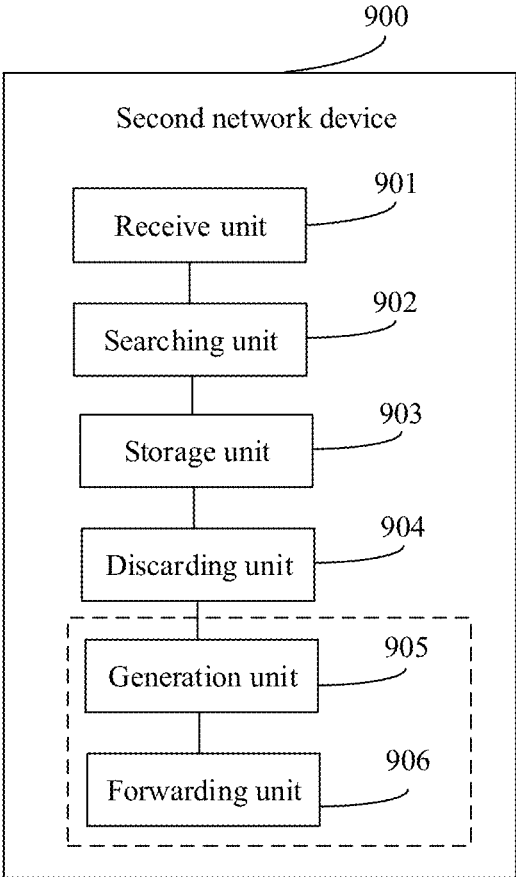 900
Second network device
901
Receive unit
902
Searching unit
903
Storage unit
904
Discarding unit
905
Generation unit
906
Forwarding unit